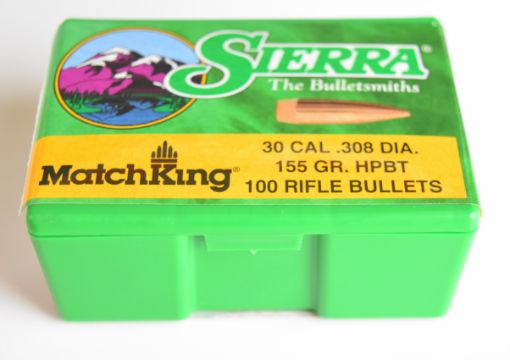 SIERRA®
The Bulletsmiths
MatchKing®
30 CAL .308 DIA.
155 GR. HPBT
100 RIFLE BULLETS